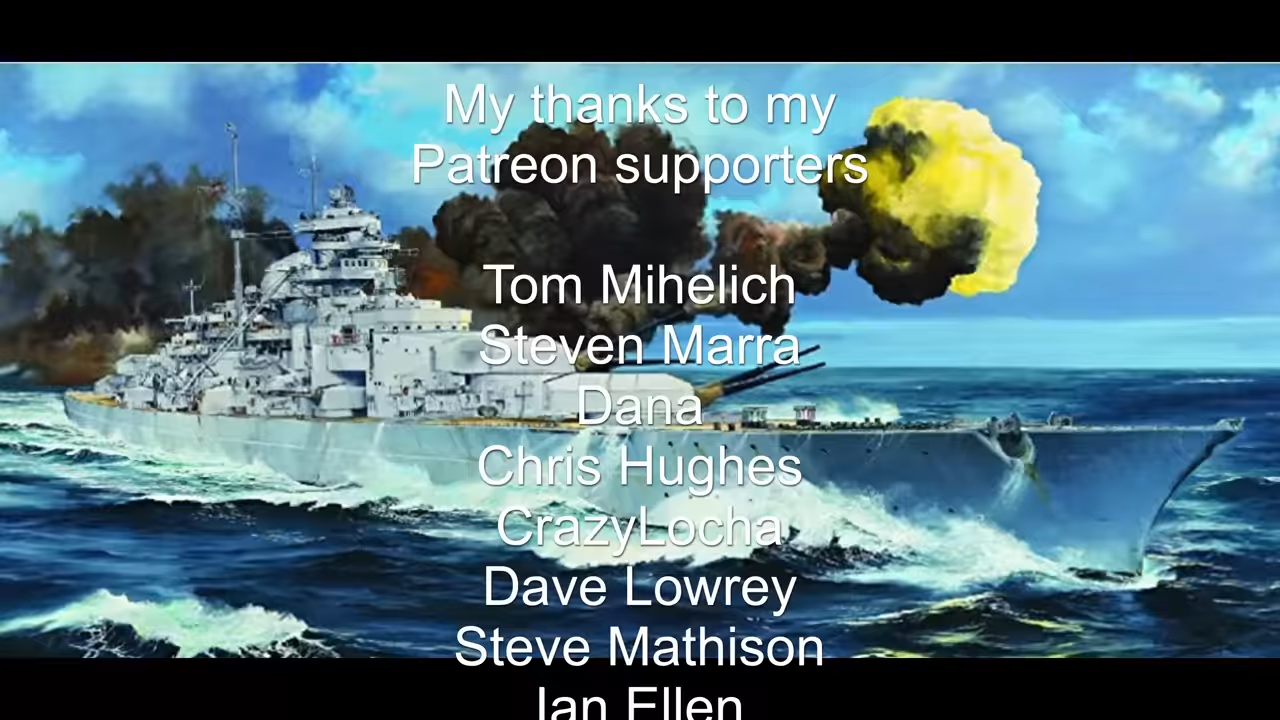 My thanks to my
Patreon supporters
Tom Mihelich
Steven Marra
Dana
Chris Hughes
CrazyLocha
Dave Lowrey
Steve Mathison
Ian Ellen